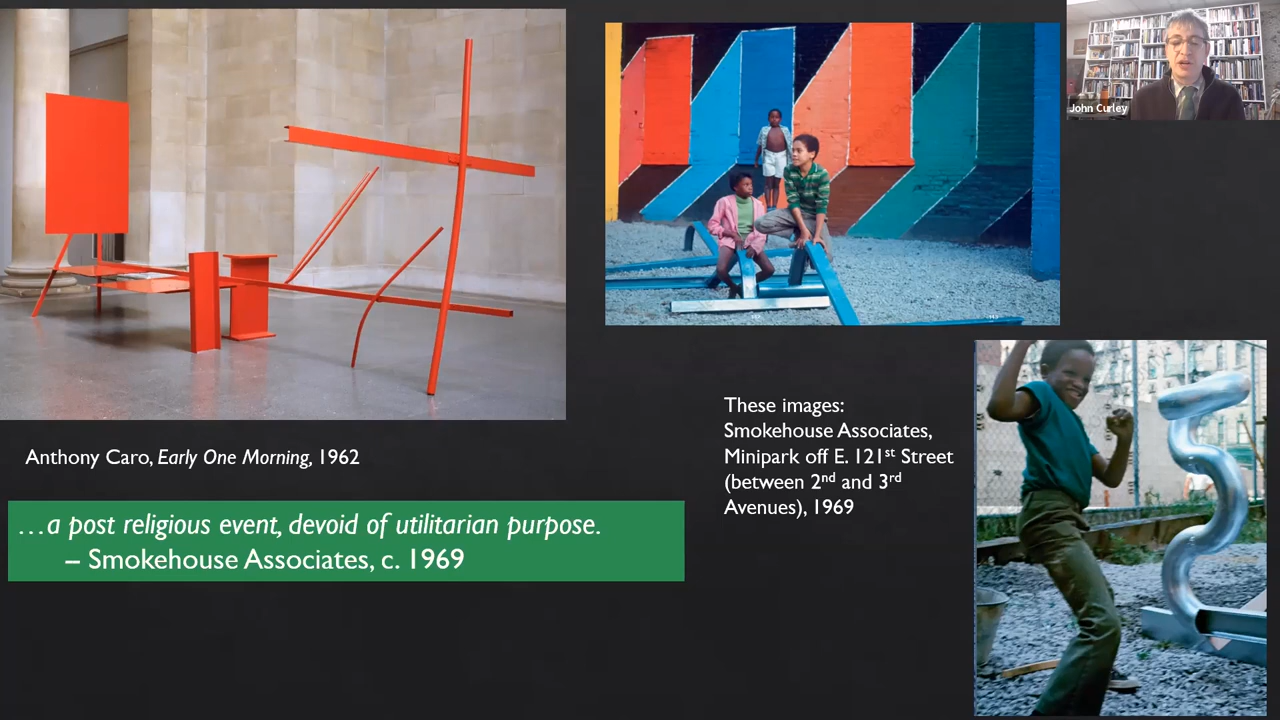 John Curley
Anthony Caro, Early One Morning, 1962
…a post religious event, devoid of utilitarian purpose.
– Smokehouse Associates, c. 1969
These images:
Smokehouse Associates,
Minipark off E. 121st Street
(between 2nd and 3rd
Avenues), 1969